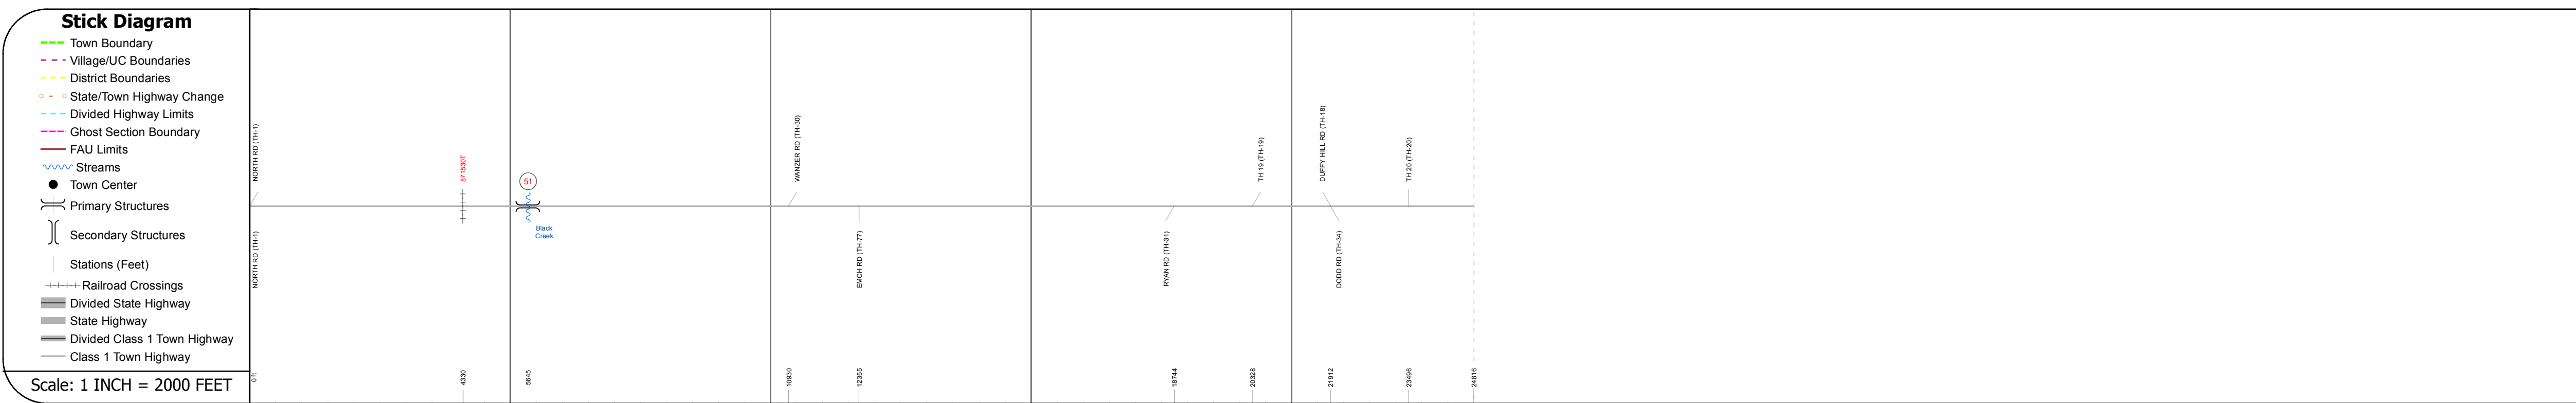 Stick Diagram
Town Boundary
Village/UC Boundaries
District Boundaries
State/Town Highway Change
Divided Highway Limits
Ghost Section Boundary
FAU Limits
Streams
Town Center
Primary Structures
Secondary Structures
Stations (Feet)
Railroad Crossings
Divided State Highway
State Highway
Divided Class 1 Town Highway
Class 1 Town Highway
Scale: 1 INCH = 2000 FEET
NORTH RD (TH-1)
871530T
51
WANZER RD (TH-30)
TH 19 (TH-19)
DUFFY HILL RD (TH-18)
TH 20 (TH-20)
NORTH RD (TH-1)
Black
Creek
EMCH RD (TH-77)
RYAN RD (TH-31)
DODD RD (TH-34)
0 ft
4330
5645
10930
12355
18744
20328
21912
23496
24816